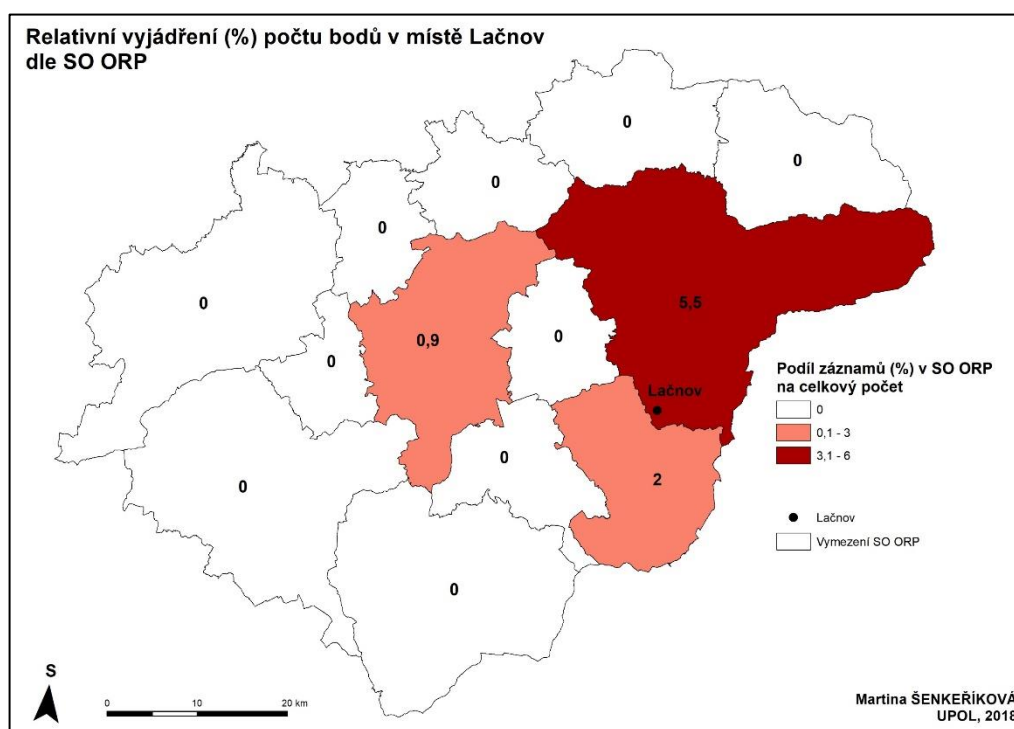 Relativní vyjádření (%) počtu bodů v místě Lačnov
dle SO ORP
0
0
0
0
0
5,5
0,9
0
0
Lačnov
0
0
2
0
Podíl záznamů (%) v SO ORP
na celkový počet
0
0,1 - 3
3,1 - 6
Lačnov
Vymezení SO ORP
S
0 10 20 km
Martina ŠENKEŘÍKOVÁ
UPOL, 2018